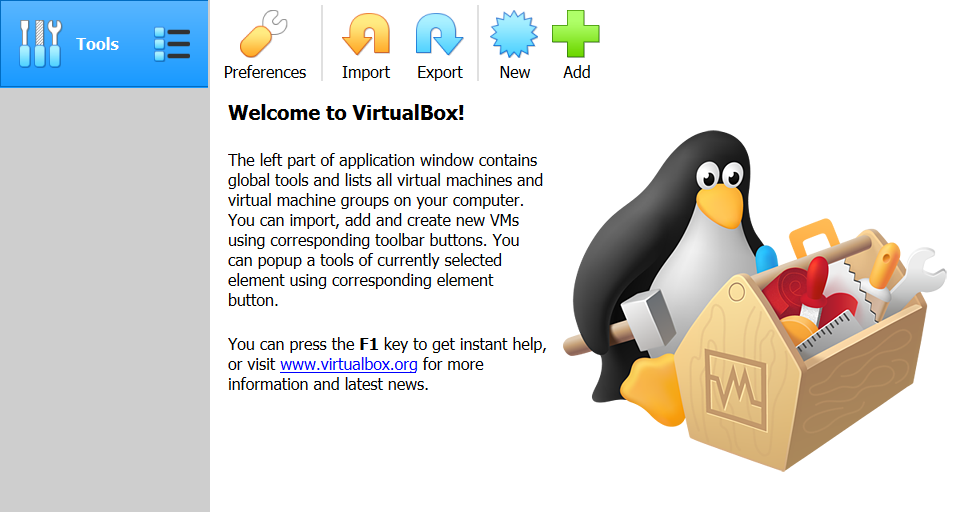 Tools
Preferences
Import
Export
New
Add
Welcome to VirtualBox!
The left part of application window contains
global tools and lists all virtual machines and
virtual machine groups on your computer.
You can import, add and create new VMs
using corresponding toolbar buttons. You
can popup a tools of currently selected
element using corresponding element
button.
You can press the F1 key to get instant help,
or visit www.virtualbox.org for more
information and latest news.
VM